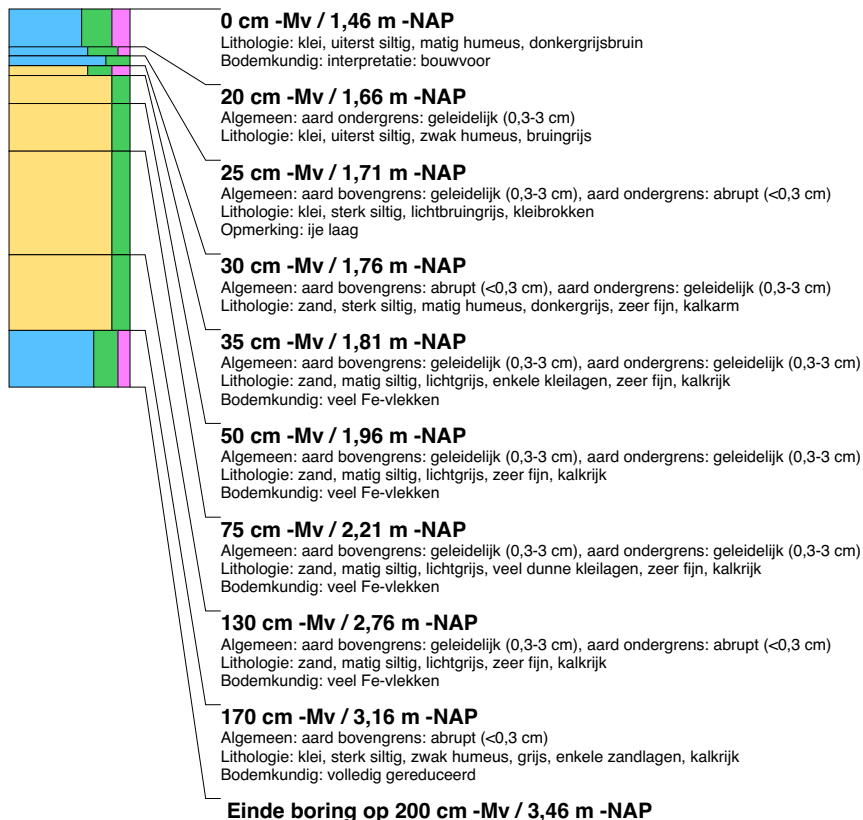 0 cm -Mv / 1,46 m -NAP
Lithologie: klei, uiterst siltig, matig humeus, donkergrijsbruin
Bodemkundig: interpretatie: bouwvoor
20 cm -Mv / 1,66 m -NAP
Algemeen: aard ondergrens: geleidelijk (0,3-3 cm)
Lithologie: klei, uiterst siltig, zwak humeus, bruingrijs
25 cm -Mv / 1,71 m -NAP
Algemeen: aard bovengrens: geleidelijk (0,3-3 cm), aard ondergrens: abrupt (<0,3 cm)
Lithologie: klei, sterk siltig, lichtbruingrijs, kleibrokken
Opmerking: ije laag
30 cm -Mv / 1,76 m -NAP
Algemeen: aard bovengrens: abrupt (<0,3 cm), aard ondergrens: geleidelijk (0,3-3 cm)
Lithologie: zand, sterk siltig, matig humeus, donkergrijs, zeer fijn, kalkarm
35 cm -Mv / 1,81 m -NAP
Algemeen: aard bovengrens: geleidelijk (0,3-3 cm), aard ondergrens: geleidelijk (0,3-3 cm)
Lithologie: zand, matig siltig, lichtgrijs, enkele kleilagen, zeer fijn, kalkrijk
Bodemkundig: veel Fe-vlekken
50 cm -Mv / 1,96 m -NAP
Algemeen: aard bovengrens: geleidelijk (0,3-3 cm), aard ondergrens: geleidelijk (0,3-3 cm)
Lithologie: zand, matig siltig, lichtgrijs, zeer fijn, kalkrijk
Bodemkundig: veel Fe-vlekken
75 cm -Mv / 2,21 m -NAP
Algemeen: aard bovengrens: geleidelijk (0,3-3 cm), aard ondergrens: geleidelijk (0,3-3 cm)
Lithologie: zand, matig siltig, lichtgrijs, veel dunne kleilagen, zeer fijn, kalkrijk
Bodemkundig: veel Fe-vlekken
130 cm -Mv / 2,76 m -NAP
Algemeen: aard bovengrens: geleidelijk (0,3-3 cm), aard ondergrens: abrupt (<0,3 cm)
Lithologie: zand, matig siltig, lichtgrijs, zeer fijn, kalkrijk
Bodemkundig: veel Fe-vlekken
170 cm -Mv / 3,16 m -NAP
Algemeen: aard bovengrens: abrupt (<0,3 cm)
Lithologie: klei, sterk siltig, zwak humeus, grijs, enkele zandlagen, kalkrijk
Bodemkundig: volledig gereduceerd
Einde boring op 200 cm -Mv / 3,46 m -NAP